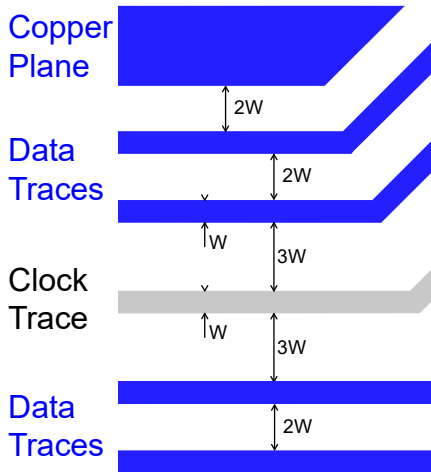 Copper
Plane
2W
Data
Traces
2W
W
3W
Clock
Trace
W
3W
Data
Traces
2W